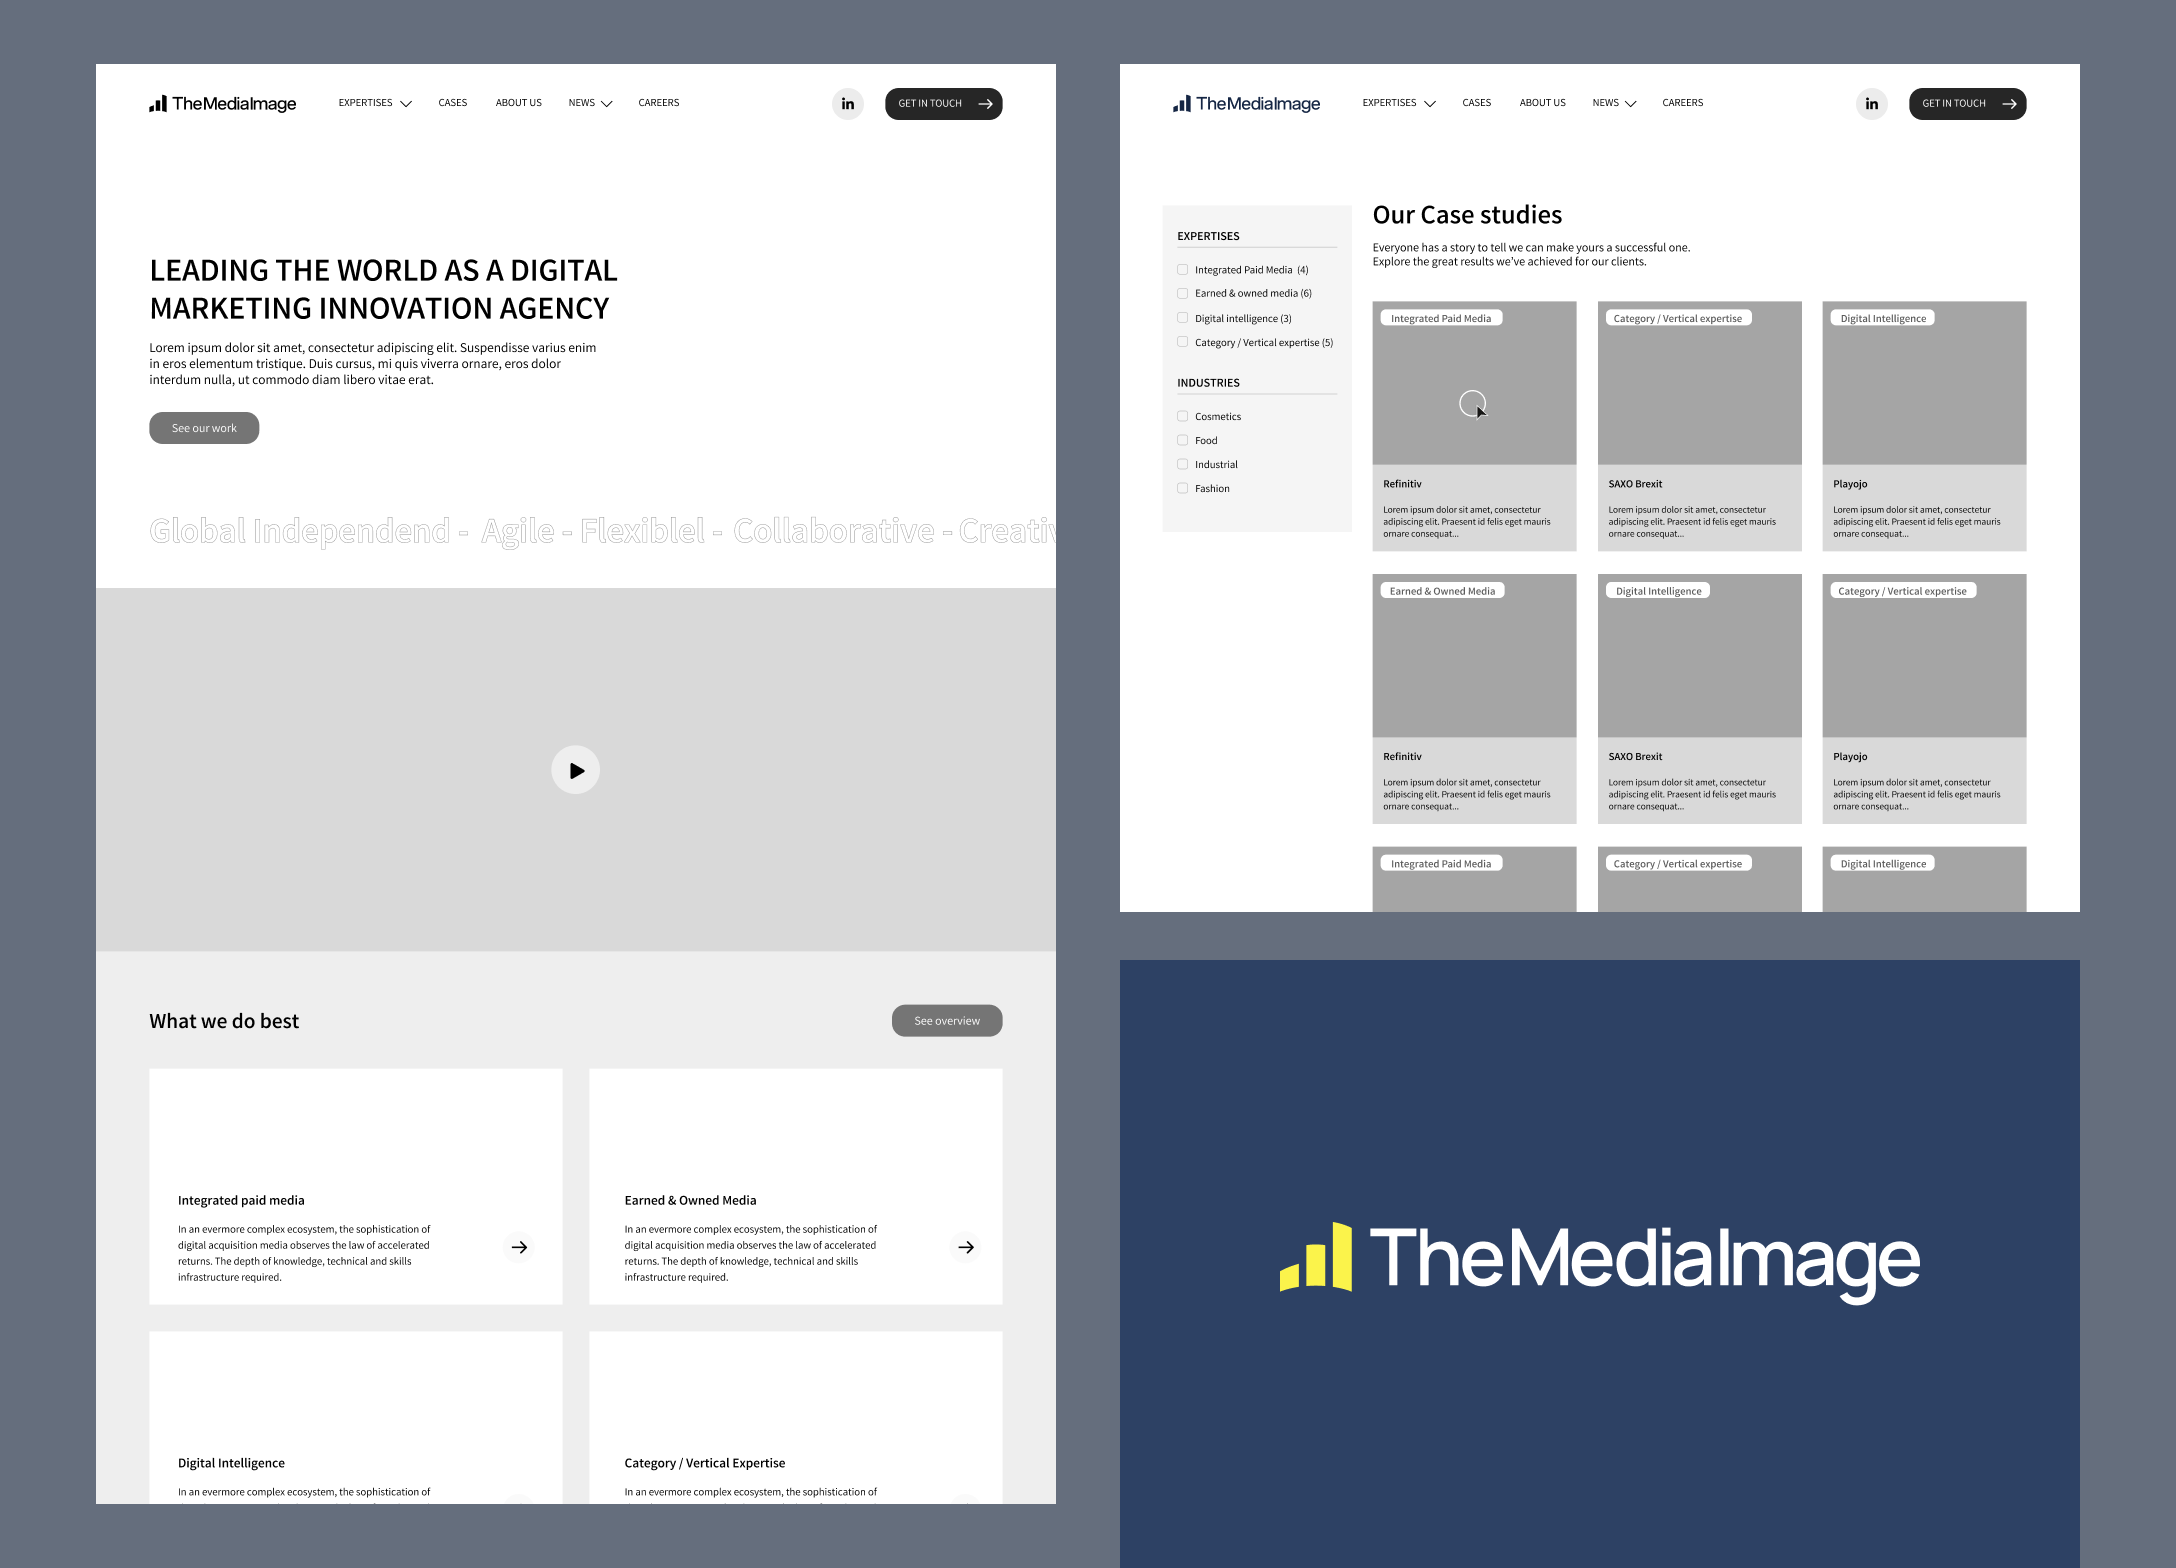 TheMediaImage
EXPERTISES
CASES
ABOUT US
NEWS
CAREERS
in
GET IN TOUCH
LEADING THE WORLD AS A DIGITAL
MARKETING INNOVATION AGENCY
Lorem ipsum dolor sit amet, consectetur adipiscing elit. Suspendisse varius enim
in eros elementum tristique. Duis cursus, mi quis viverra ornare, eros dolor
interdum nulla, ut commodo diam libero vitae erat.
See our work
Global Independend - Agile - Flexiblel - Collaborative - Creativ
What we do best
See overview
Integrated paid media
In an evermore complex ecosystem, the sophistication of
digital acquisition media observes the law of accelerated
returns. The depth of knowledge, technical and skills
infrastructure required.
Earned & Owned Media
In an evermore complex ecosystem, the sophistication of
digital acquisition media observes the law of accelerated
returns. The depth of knowledge, technical and skills
infrastructure required.
Digital Intelligence
In an evermore complex ecosystem, the sophistication of
Category / Vertical Expertise
In an evermore complex ecosystem, the sophistication of
TheMediaImage
EXPERTISES
CASES
ABOUT US
NEWS
CAREERS
in
GET IN TOUCH
EXPERTISES
Integrated Paid Media (4)
Earned & owned media (6)
Digital intelligence (3)
Category / Vertical expertise (5)
INDUSTRIES
Cosmetics
Food
Industrial
Fashion
Our Case studies
Everyone has a story to tell we can make yours a successful one.
Explore the great results we've achieved for our clients.
Integrated Paid Media
Refinitiv
Lorem ipsum dolor sit amet, consectetur
adipiscing elit. Praesent id felis eget mauris
ornare consequat...
Category / Vertical expertise
SAXO Brexit
Lorem ipsum dolor sit amet, consectetur
adipiscing elit. Praesent id felis eget mauris
ornare consequat...
Digital Intelligence
Playojo
Lorem ipsum dolor sit amet, consectetur
adipiscing elit. Praesent id felis eget mauris
ornare consequat...
Earned & Owned Media
Refinitiv
Lorem ipsum dolor sit amet, consectetur
adipiscing elit. Praesent id felis eget mauris
ornare consequat...
Digital Intelligence
SAXO Brexit
Lorem ipsum dolor sit amet, consectetur
adipiscing elit. Praesent id felis eget mauris
ornare consequat...
Category / Vertical expertise
Playojo
Lorem ipsum dolor sit amet, consectetur
adipiscing elit. Praesent id felis eget mauris
ornare consequat...
Integrated Paid Media
Category / Vertical expertise
Digital Intelligence
TheMediaImage